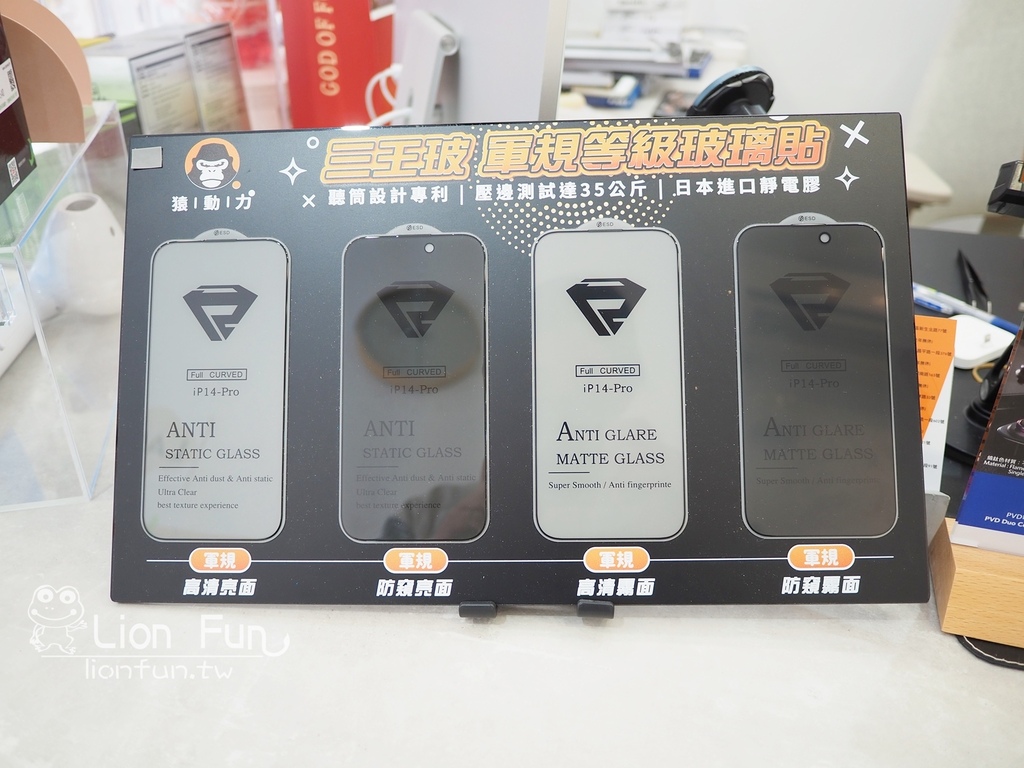 GOD OF F
猿動力
三王玻 軍規等級玻璃貼
聽筒設計專利 | 壓邊測試達35公斤 | 日本進口靜電膠
ESD
Full CURVED
iP14-Pro
ANTI
STATIC GLASS
Effective Anti dust & Anti static
Ultra Clear
best texture experience
軍規
高清亮面
ESD
Full CURVED
iP14-Pro
ANTI
STATIC GLASS
Effective Anti dust & Anti static
Ultra Clear
best texture experience
軍規
防窺亮面
ESD
Full CURVED
iP14-Pro
ANTI GLARE
MATTE GLASS
Super Smooth / Anti fingerprinte
軍規
高清霧面
ESD
Full CURVED
iP14-Pro
ANTI GLARE
MATTE GLASS
Super Smooth / Anti fingerprinte
軍規
防窺霧面
PVD Duo
Lion Fun
lionfun.tw